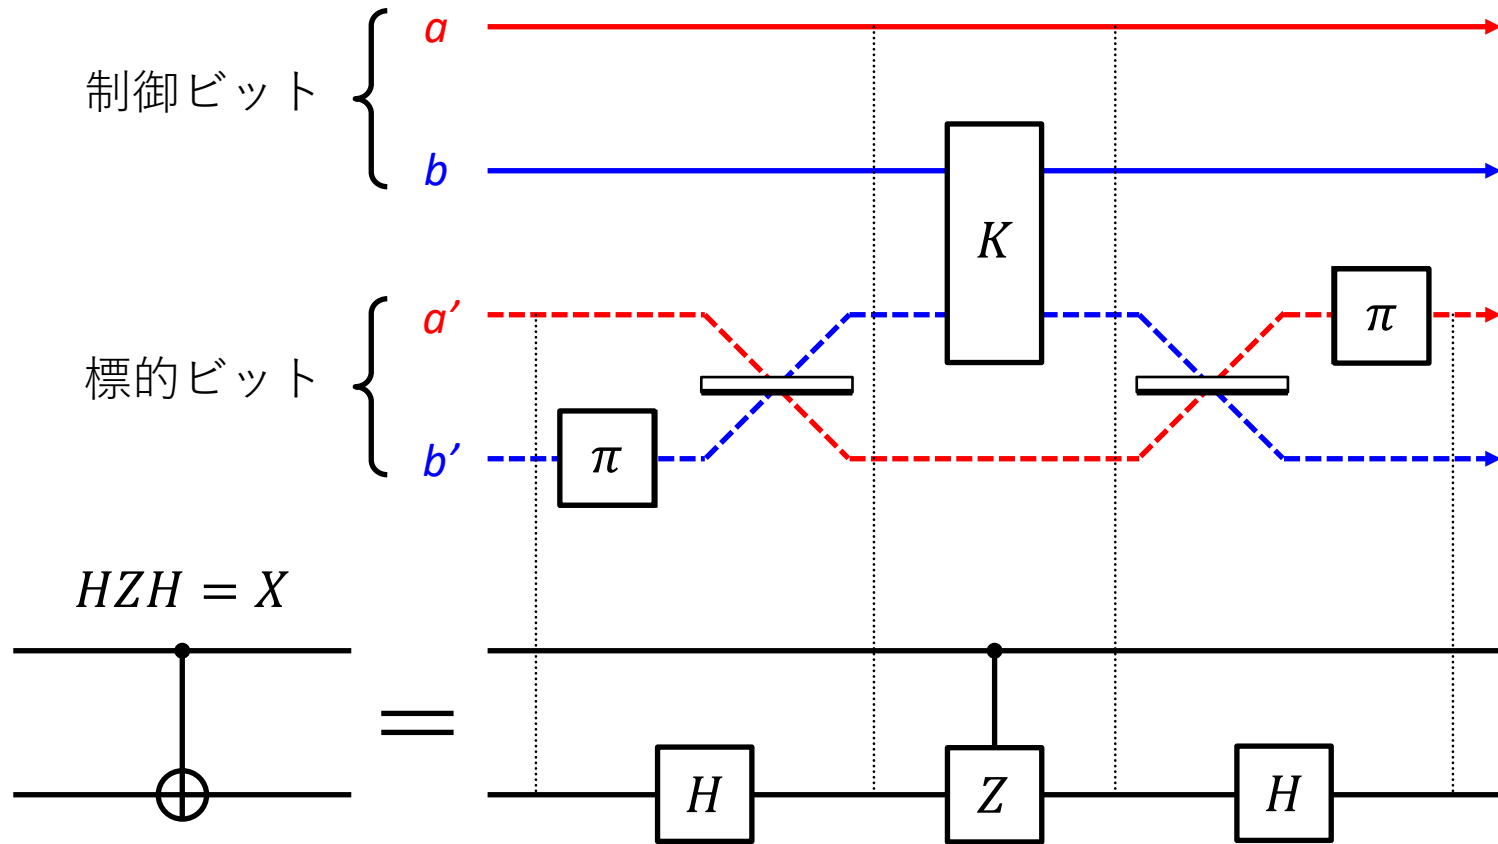 a
制御ビット
b
K
a′
π
標的ビット
b′
π
HZH = X
=
H
Z
H